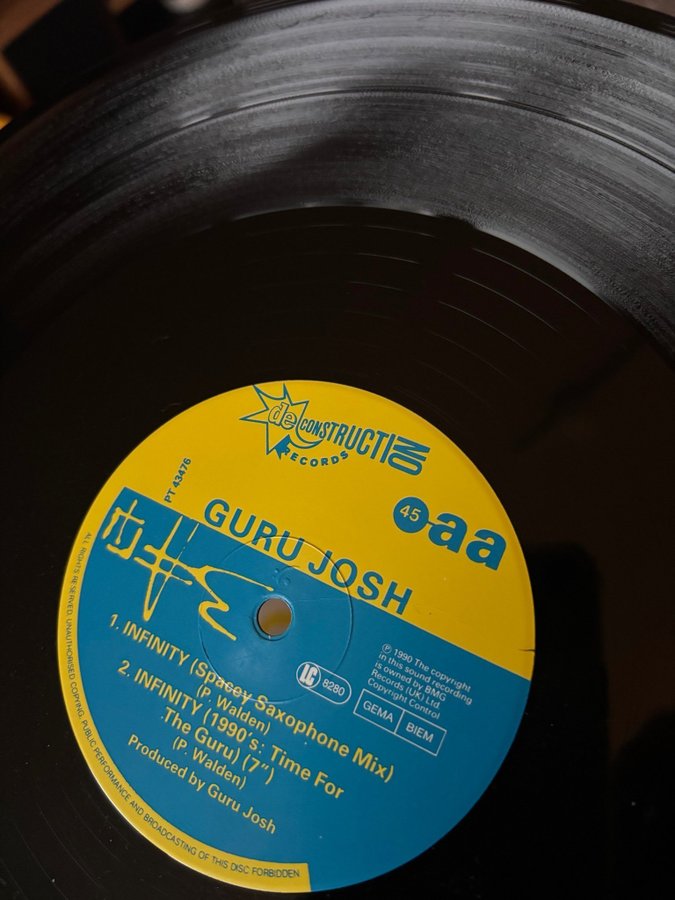 deCONSTRUCTION
RECORDS
PT 43476
45 aa
GURU JOSH
1. INFINITY (Spacey Saxophone Mix)
(P. Walden)
2. INFINITY (1990's: Time For
The Guru) (7")
(P. Walden)
Produced by Guru Josh
LC 8280
℗ 1990 The copyright
in this sound recording
is owned by BMG
Records (UK) Ltd
Copyright Control
GEMA BIEM
ALL RIGHTS RESERVED. UNAUTHORISED COPYING, PUBLIC PERFORMANCE AND BROADCASTING OF THIS DISC FORBIDDEN.